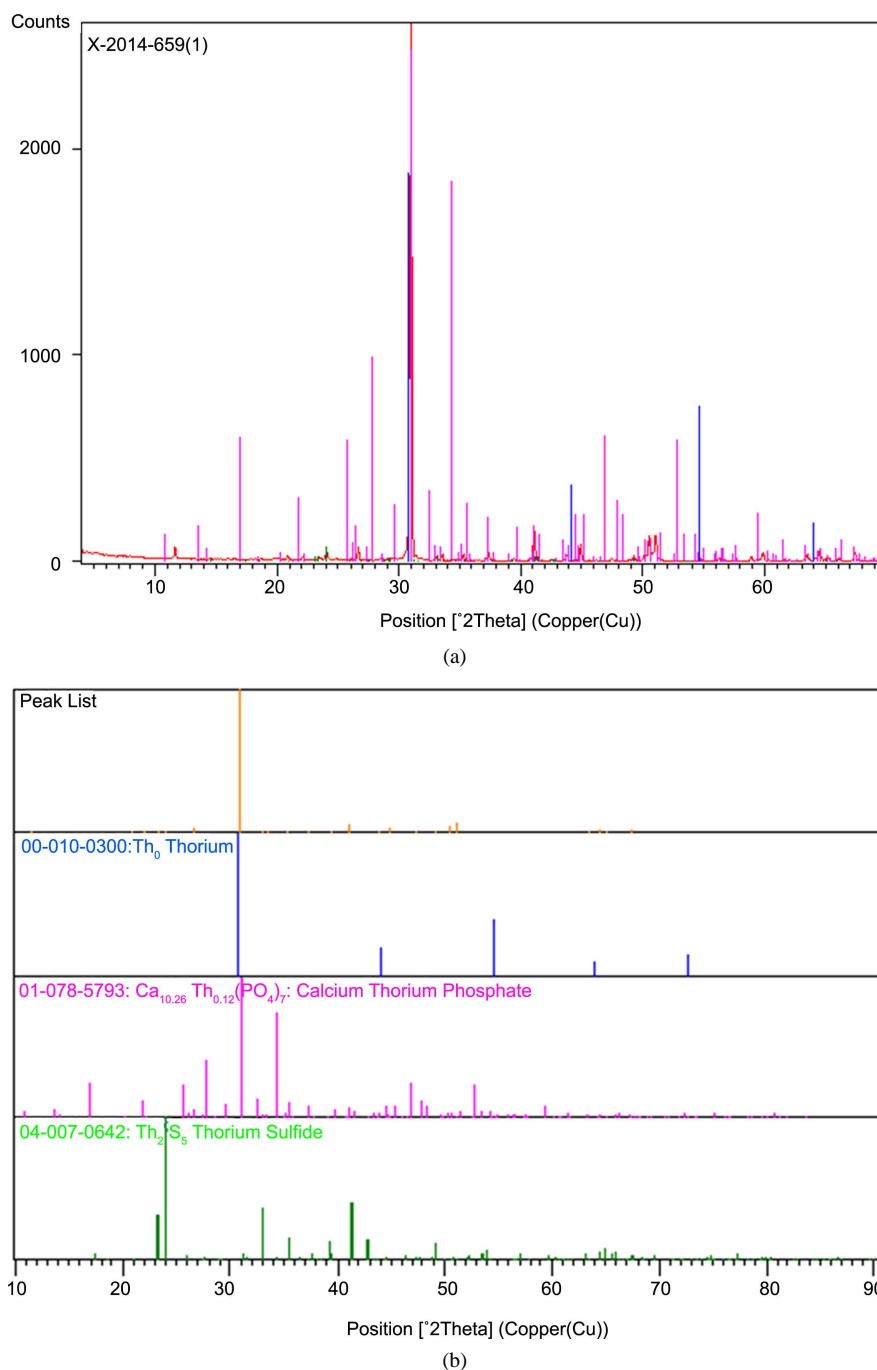 Counts
X-2014-659(1)
2000
1000
0
10 20 30 40 50 60
Position [˚2Theta] (Copper(Cu))
(a)
Peak List
00-010-0300:Th0 Thorium
01-078-5793: Ca10.26 Th0.12(PO4)7: Calcium Thorium Phosphate
04-007-0642: Th2S5 Thorium Sulfide
10 20 30 40 50 60 70 80 90
Position [˚2Theta] (Copper(Cu))
(b)